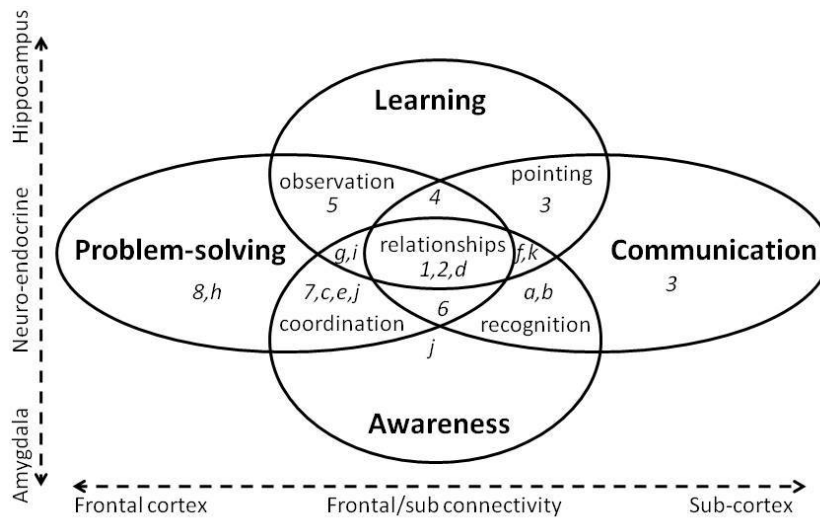 Hippocampus
Neuro-endocrine
Amygdala
Learning
observation
5
4
pointing
3
Problem-solving
8,h
g,i
relationships
1,2,d
f,k
Communication
3
7,c,e,j
coordination
6
a,b
recognition
j
Awareness
Frontal cortex
Frontal/sub connectivity
Sub-cortex